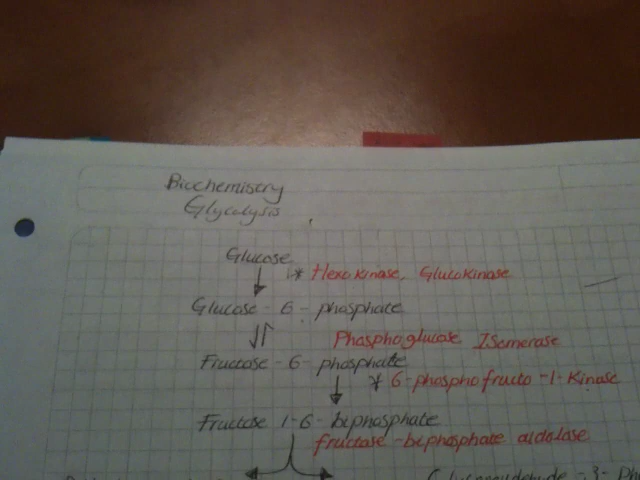 Biochemistry
Glycolysis
Glucose
* Hexokinase, Glucokinase
Glucose - 6 - phosphate
Phosphoglucose Isomerase
Fructose - 6 - phosphate
* 6-phosphofructo-1-kinase
Fructose 1-6-biphosphate
fructose-biphosphate aldolase